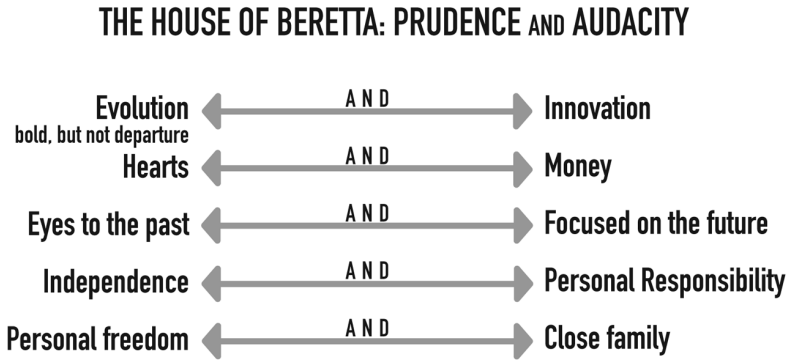 THE HOUSE OF BERETTA: PRUDENCE AND AUDACITY
Evolution AND Innovation
bold, but not departure
Hearts AND Money
Eyes to the past AND Focused on the future
Independence AND Personal Responsibility
Personal freedom AND Close family